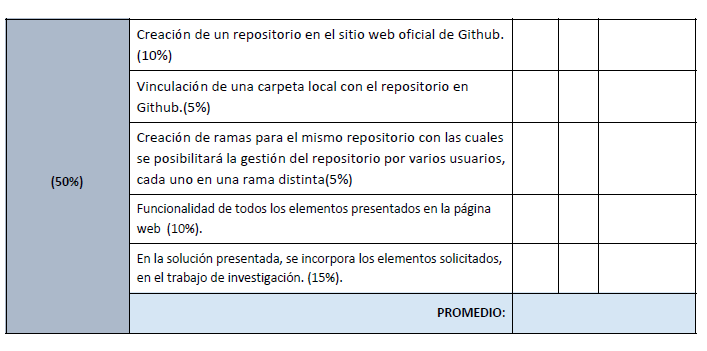 Creación de un repositorio en el sitio web oficial de Github.
(10%)
Vinculación de una carpeta local con el repositorio en
Github.(5%)
Creación de ramas para el mismo repositorio con las cuales
se posibilitará la gestión del repositorio por varios usuarios,
cada uno en una rama distinta(5%)
(50%)
Funcionalidad de todos los elementos presentados en la página
web (10%).
En la solución presentada, se incorpora los elementos solicitados,
en el trabajo de investigación. (15%).
PROMEDIO: